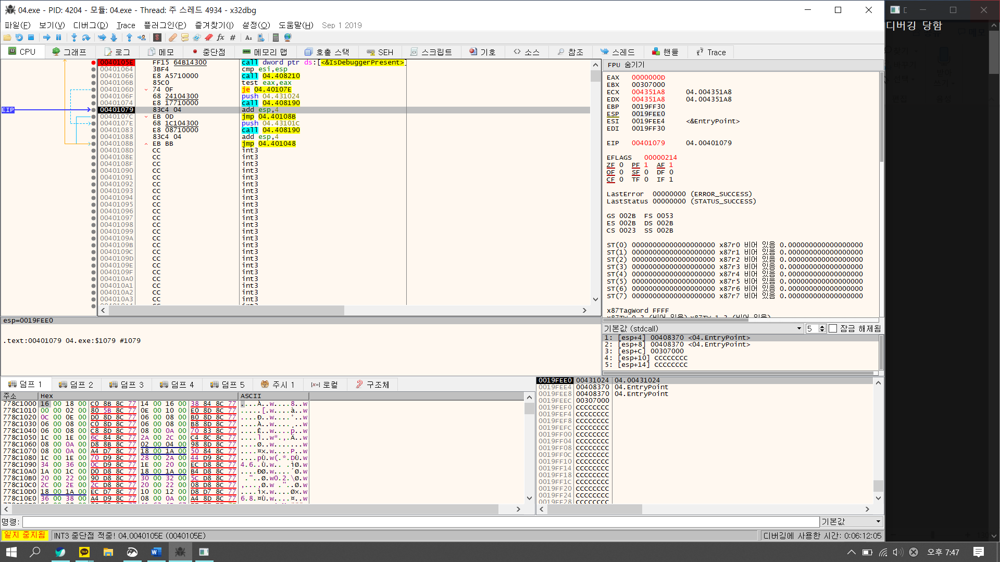 04.exe - PID: 4204 - 모듈: 04.exe - Thread: 주 스레드 4934 - x32dbg
파일(F) 보기(V) 디버그(D) Trace 플러그인(P) 즐겨찾기(I) 설정(O) 도움말(H) Sep 1 2019
CPU 그래프 로그 메모 중단점 메모리 맵 호출 스택 SEH 스크립트 기호 소스 참조 스레드 핸들 Trace
0040105E FF15 64B14300 call dword ptr ds:[<&IsDebuggerPresent>]
00401064 3BF4 cmp esi,esp
00401066 E8 A5710000 call 04.408210
0040106B 85C0 test eax,eax
0040106D 74 0F je 04.40107E
0040106F 68 24104300 push 04.431024
00401074 E8 17710000 call 04.408190
EIP 00401079 83C4 04 add esp,4
0040107C EB 0D jmp 04.40108B
0040107E 68 1C104300 push 04.43101C
00401083 E8 08710000 call 04.408190
00401088 83C4 04 add esp,4
0040108B EB BB jmp 04.401048
0040108D CC int3
0040108E CC int3
0040108F CC int3
00401090 CC int3
00401091 CC int3
00401092 CC int3
00401093 CC int3
00401094 CC int3
00401095 CC int3
00401096 CC int3
00401097 CC int3
00401098 CC int3
00401099 CC int3
0040109A CC int3
0040109B CC int3
0040109C CC int3
0040109D CC int3
0040109E CC int3
0040109F CC int3
004010A0 CC int3
004010A1 CC int3
004010A2 CC int3
004010A3 CC int3
esp=0019FEE0
.text:00401079 04.exe:$1079 #1079
FPU 숨기기
EAX 0000000D
EBX 00307000
ECX 004351A8 04.004351A8
EDX 004351A8 04.004351A8
EBP 0019FF30
ESP 0019FEE0
ESI 0019FEE4 <&EntryPoint>
EDI 0019FF30
EIP 00401079 04.00401079
EFLAGS 00000214
ZF 0 PF 1 AF 1
OF 0 SF 0 DF 0
CF 0 TF 0 IF 1
LastError 00000000 (ERROR_SUCCESS)
LastStatus 00000000 (STATUS_SUCCESS)
GS 002B FS 0053
ES 002B DS 002B
CS 0023 SS 002B
ST(0) 00000000000000000000 x87r0 비어 있음 0.000000000000000000
ST(1) 00000000000000000000 x87r1 비어 있음 0.000000000000000000
ST(2) 00000000000000000000 x87r2 비어 있음 0.000000000000000000
ST(3) 00000000000000000000 x87r3 비어 있음 0.000000000000000000
ST(4) 00000000000000000000 x87r4 비어 있음 0.000000000000000000
ST(5) 00000000000000000000 x87r5 비어 있음 0.000000000000000000
ST(6) 00000000000000000000 x87r6 비어 있음 0.000000000000000000
ST(7) 00000000000000000000 x87r7 비어 있음 0.000000000000000000
x87TagWord FFFF
기본값 (stdcall) 5 잠금 해제됨
1: [esp+4] 00408370 <04.EntryPoint>
2: [esp+8] 00408370 <04.EntryPoint>
3: [esp+C] 00307000
4: [esp+10] CCCCCCCC
5: [esp+14] CCCCCCCC
덤프 1 덤프 2 덤프 3 덤프 4 덤프 5 주시 1 [x=] 로컬 구조체
주소 Hex ASCII
778C1000 16 00 18 00 C0 8B 8C 77 14 00 16 00 38 84 8C 77 ....À..w....8..w
778C1010 00 00 02 00 80 5B 8C 77 0E 00 10 00 E0 8D 8C 77 .....[.w....à..w
778C1020 0C 00 0E 00 D0 8D 8C 77 06 00 08 00 B0 8D 8C 77 ....Ð..w....°..w
778C1030 06 00 08 00 C0 8D 8C 77 06 00 08 00 B8 8D 8C 77 ....À..w....¸..w
778C1040 06 00 08 00 C8 8D 8C 77 08 00 0A 00 70 83 8C 77 ....È..w....p..w
778C1050 1C 00 1E 00 6C 84 8C 77 2A 00 2C 00 C4 8C 8C 77 ....l..w*.,.Ä..w
778C1060 08 00 0A 00 D8 8B 8C 77 02 00 04 00 98 8D 8C 77 ....Ø..w.......w
778C1070 08 00 0A 00 A4 D7 8C 77 18 00 1A 00 50 84 8C 77 ....¤×.w....P..w
778C1080 1C 00 1E 00 70 D9 8C 77 28 00 2A 00 44 D9 8C 77 ....pÙ.w(.*.DÙ.w
778C1090 34 00 36 00 0C D9 8C 77 1E 00 20 00 EC D8 8C 77 4.6..Ù.w.. .ìØ.w
778C10A0 1A 00 1C 00 D0 D8 8C 77 18 00 1A 00 B4 D8 8C 77 ....ÐØ.w....´Ø.w
778C10B0 20 00 22 00 90 D8 8C 77 30 00 32 00 5C D8 8C 77  ."..Ø.w0.2.\Ø.w
778C10C0 2C 00 2E 00 2C D8 8C 77 20 00 22 00 08 D8 8C 77 ,...,Ø.w ."..Ø.w
778C10D0 18 00 1A 00 EC D7 8C 77 10 00 12 00 D8 D7 8C 77 ....ì×.w....Ø×.w
778C10E0 36 00 38 00 A4 D9 8C 77 08 00 0A 00 A4 8D 8C 77 6.8.¤Ù.w....¤..w
0019FEE0 00431024 04.00431024
0019FEE4 00408370 04.EntryPoint
0019FEE8 00408370 04.EntryPoint
0019FEEC 00307000
0019FEF0 CCCCCCCC
0019FEF4 CCCCCCCC
0019FEF8 CCCCCCCC
0019FEFC CCCCCCCC
0019FF00 CCCCCCCC
0019FF04 CCCCCCCC
0019FF08 CCCCCCCC
0019FF0C CCCCCCCC
0019FF10 CCCCCCCC
0019FF14 CCCCCCCC
0019FF18 CCCCCCCC
0019FF1C CCCCCCCC
0019FF20 CCCCCCCC
0019FF24 CCCCCCCC
0019FF28 CCCCCCCC
명령: 기본값
일지 중지됨 INT3 중단점 적중! 04.0040105E (0040105E) 디버깅에 사용한 시간: 0:06:12:05
디버깅 당함
오후 7:47